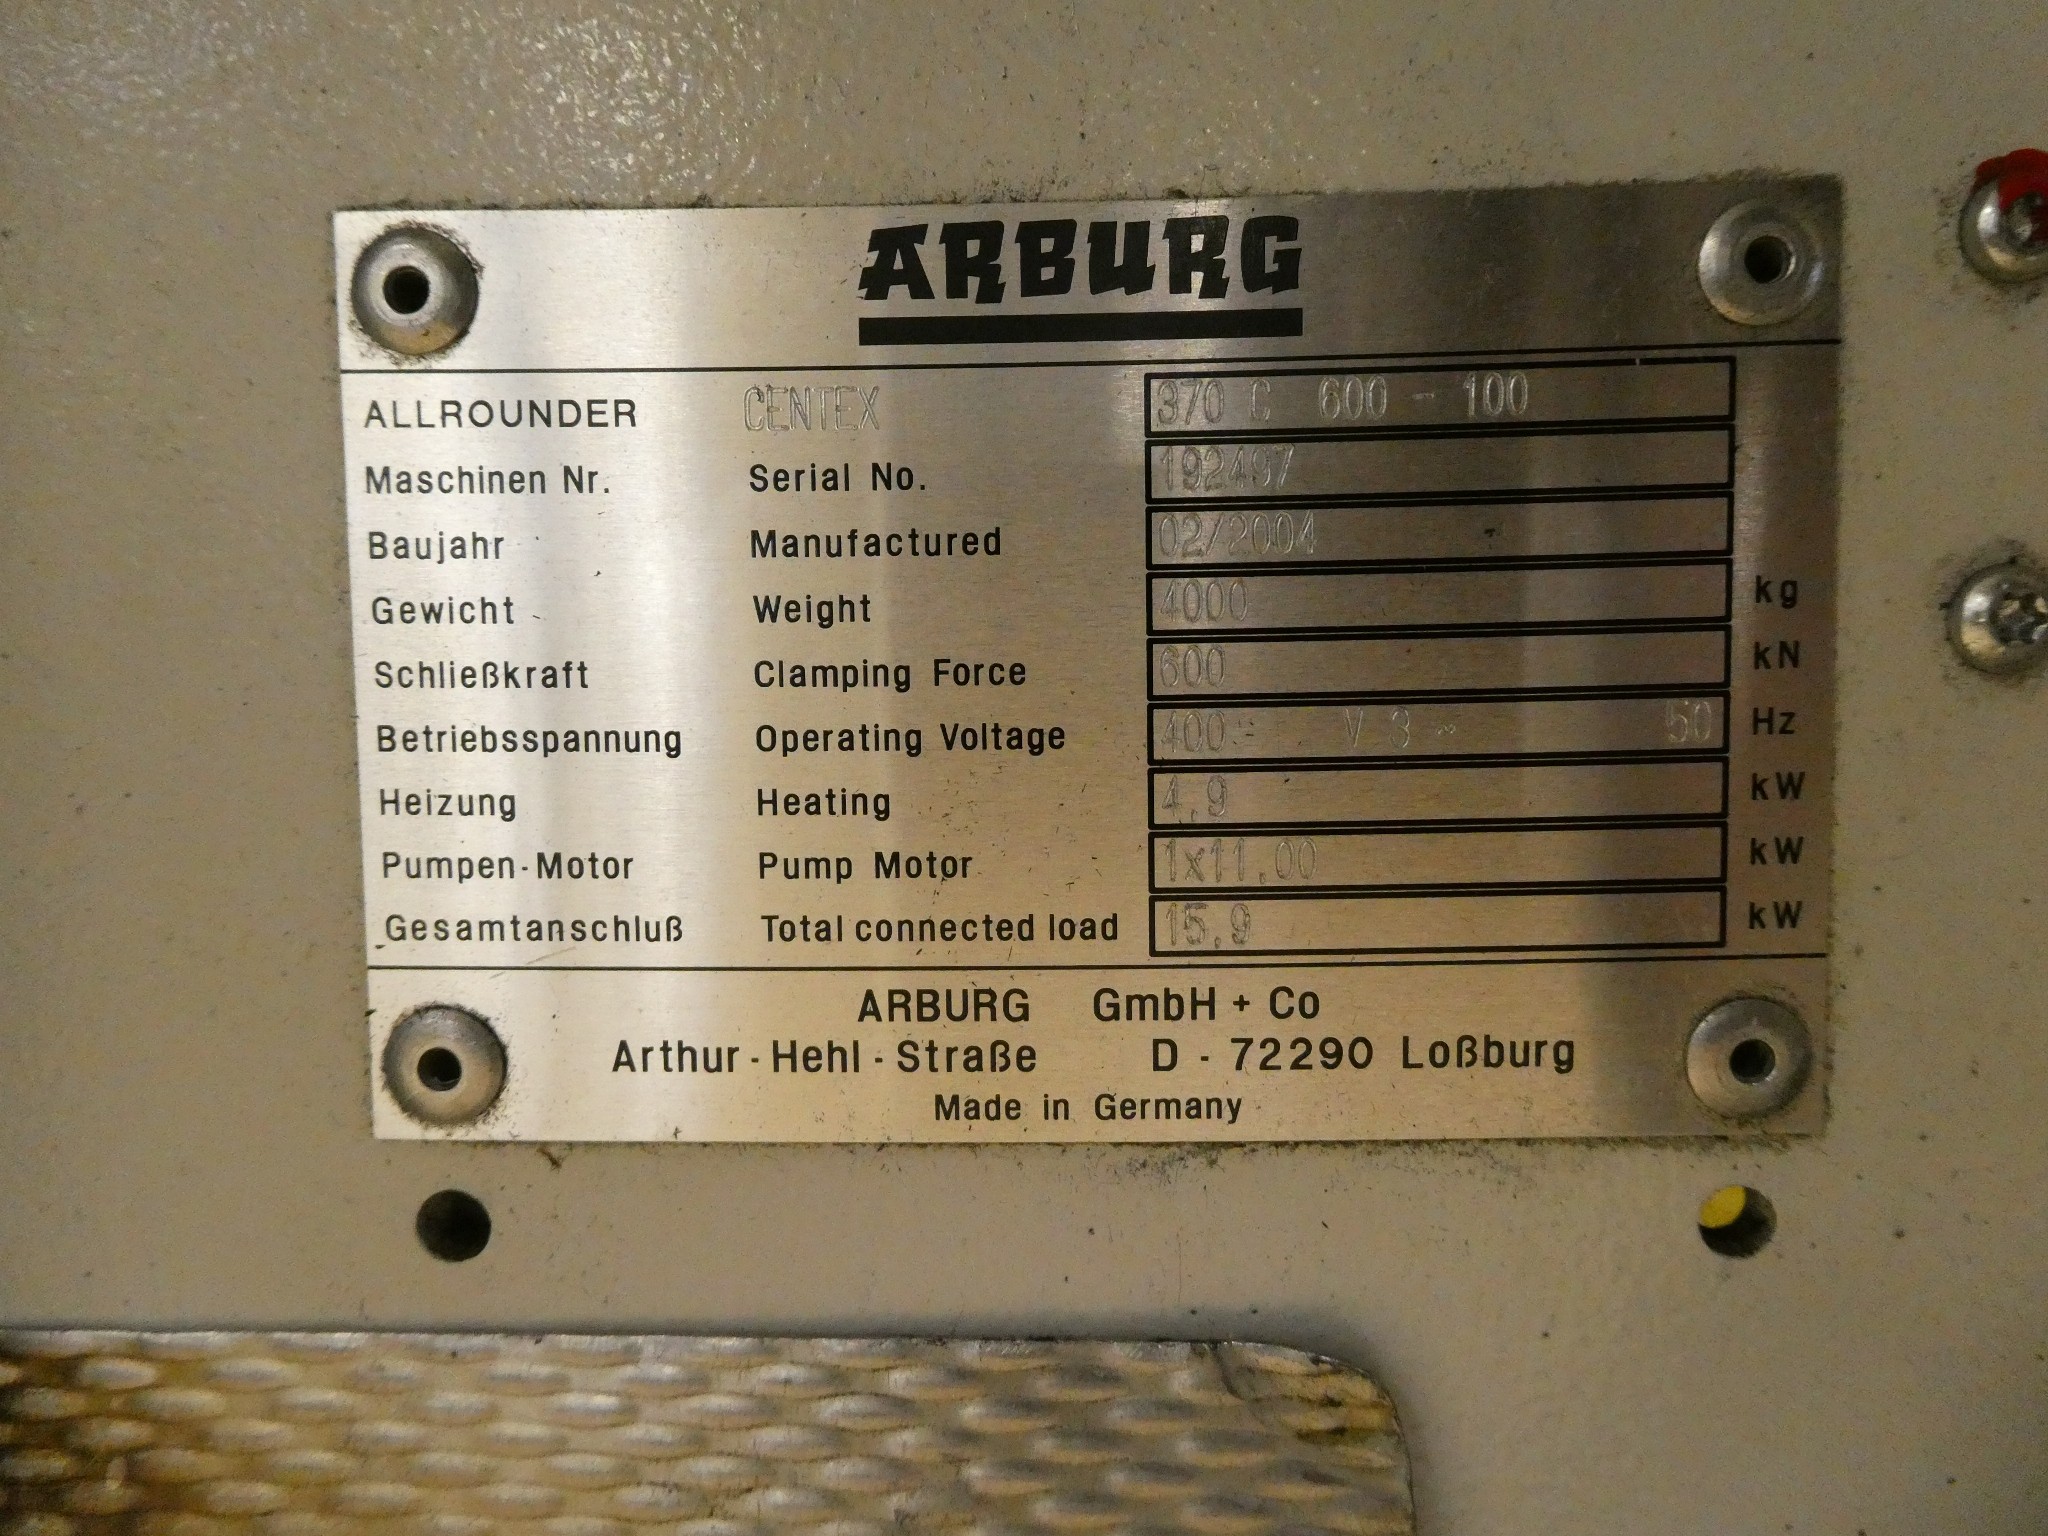 ARBURG
ALLROUNDER CENTEX 370 C 600 - 100
Maschinen Nr. Serial No. 192497
Baujahr Manufactured 02/2004
Gewicht Weight 4000 kg
Schließkraft Clamping Force 600 kN
Betriebsspannung Operating Voltage 400= V 3 ~ 50 Hz
Heizung Heating 4,9 kW
Pumpen-Motor Pump Motor 1x11,00 kW
Gesamtanschluß Total connected load 15,9 kW
ARBURG GmbH + Co
Arthur - Hehl - Straße D - 72290 Loßburg
Made in Germany